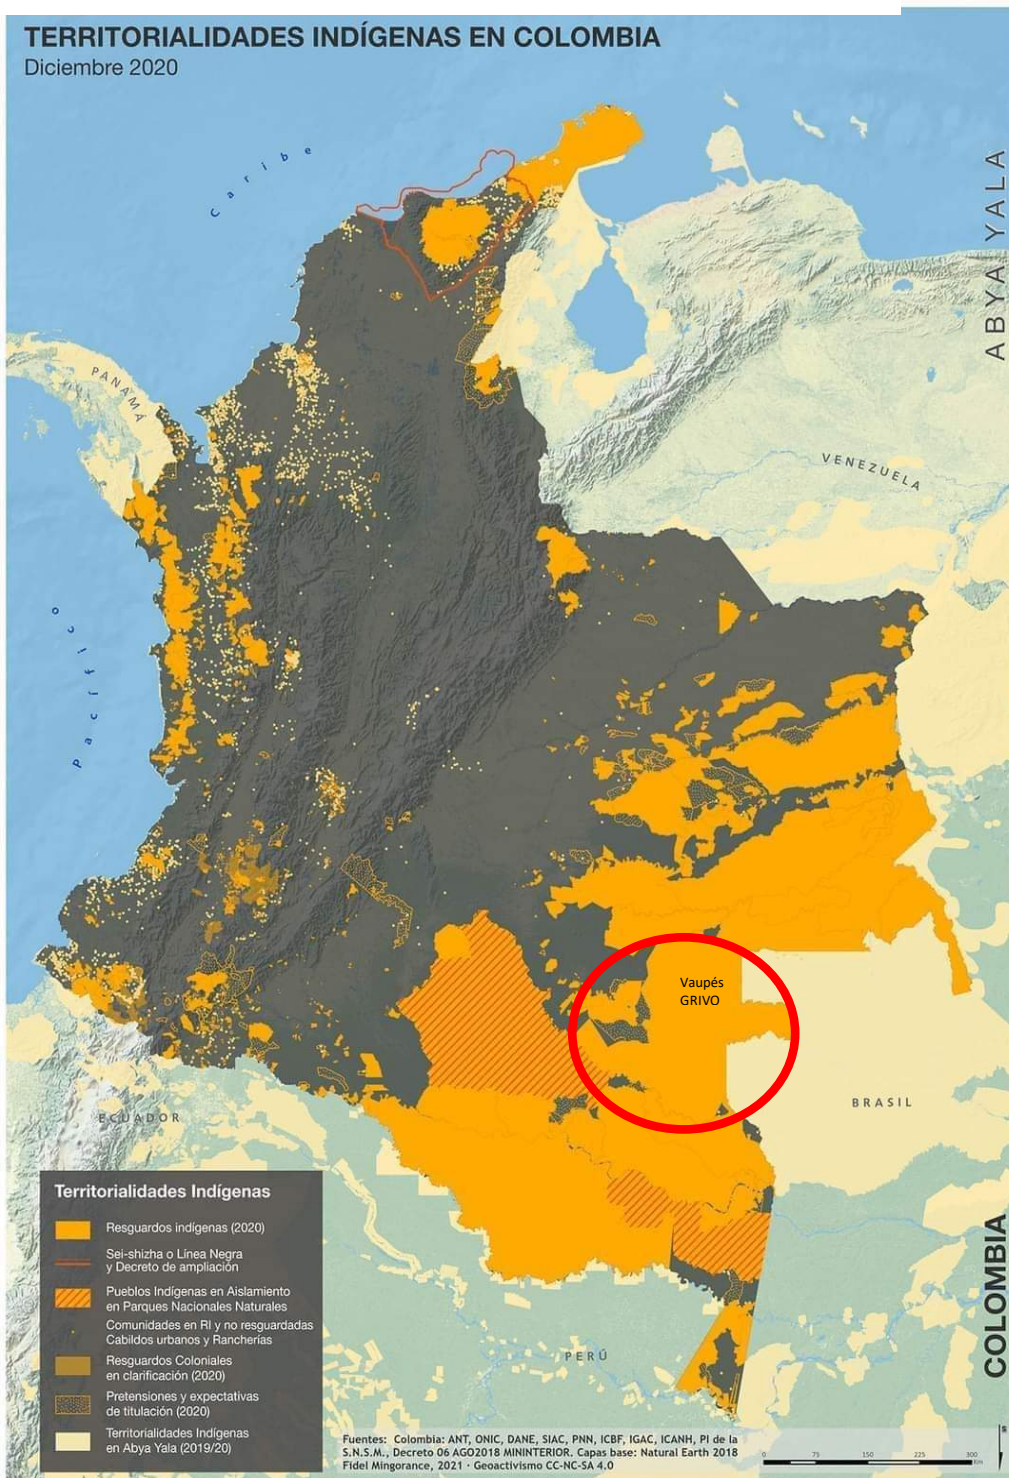 TERRITORIALIDADES INDÍGENAS EN COLOMBIA
Diciembre 2020
Caribe
ABYA YALA
PANAMÁ
VENEZUELA
Pacífico
Vaupés
GRIVO
BRASIL
ECUADOR
PERÚ
COLOMBIA
Territorialidades Indígenas
Resguardos indígenas (2020)
Sei-shizha o Línea Negra
y Decreto de ampliación
Pueblos Indígenas en Aislamiento
en Parques Nacionales Naturales
Comunidades en RI y no resguardadas
Cabildos urbanos y Rancherías
Resguardos Coloniales
en clarificación (2020)
Pretensiones y expectativas
de titulación (2020)
Territorialidades Indígenas
en Abya Yala (2019/20)
Fuentes: Colombia: ANT, ONIC, DANE, SIAC, PNN, ICBF, IGAC, ICANH, PI de la
S.N.S.M., Decreto 06 AGO2018 MININTERIOR. Capas base: Natural Earth 2018
Fidel Mingorance, 2021 · Geoactivismo CC-NC-SA 4.0
0 75 150 225 300
Km